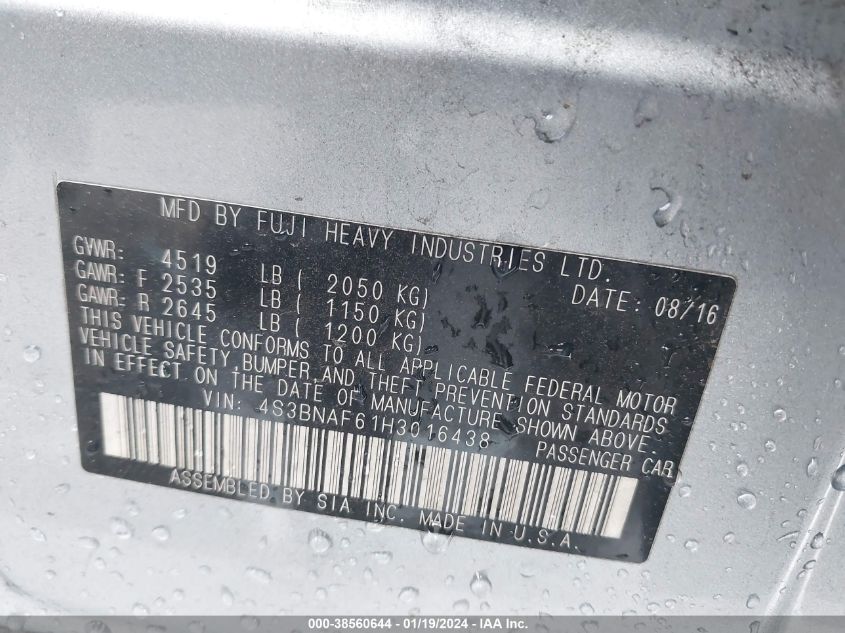 MFD BY FUJI HEAVY INDUSTRIES LTD.
GVWR: 4519 LB ( 2050 KG) DATE: 08/16
GAWR: F 2535 LB ( 1150 KG)
GAWR: R 2645 LB ( 1200 KG)
THIS VEHICLE CONFORMS TO ALL APPLICABLE FEDERAL MOTOR
VEHICLE SAFETY, BUMPER, AND THEFT PREVENTION STANDARDS
IN EFFECT ON THE DATE OF MANUFACTURE SHOWN ABOVE.
VIN: 4S3BNAF61H3016438 PASSENGER CAR
ASSEMBLED BY SIA INC. MADE IN U.S.A.
000-38560644 - 01/19/2024 - IAAI.COM